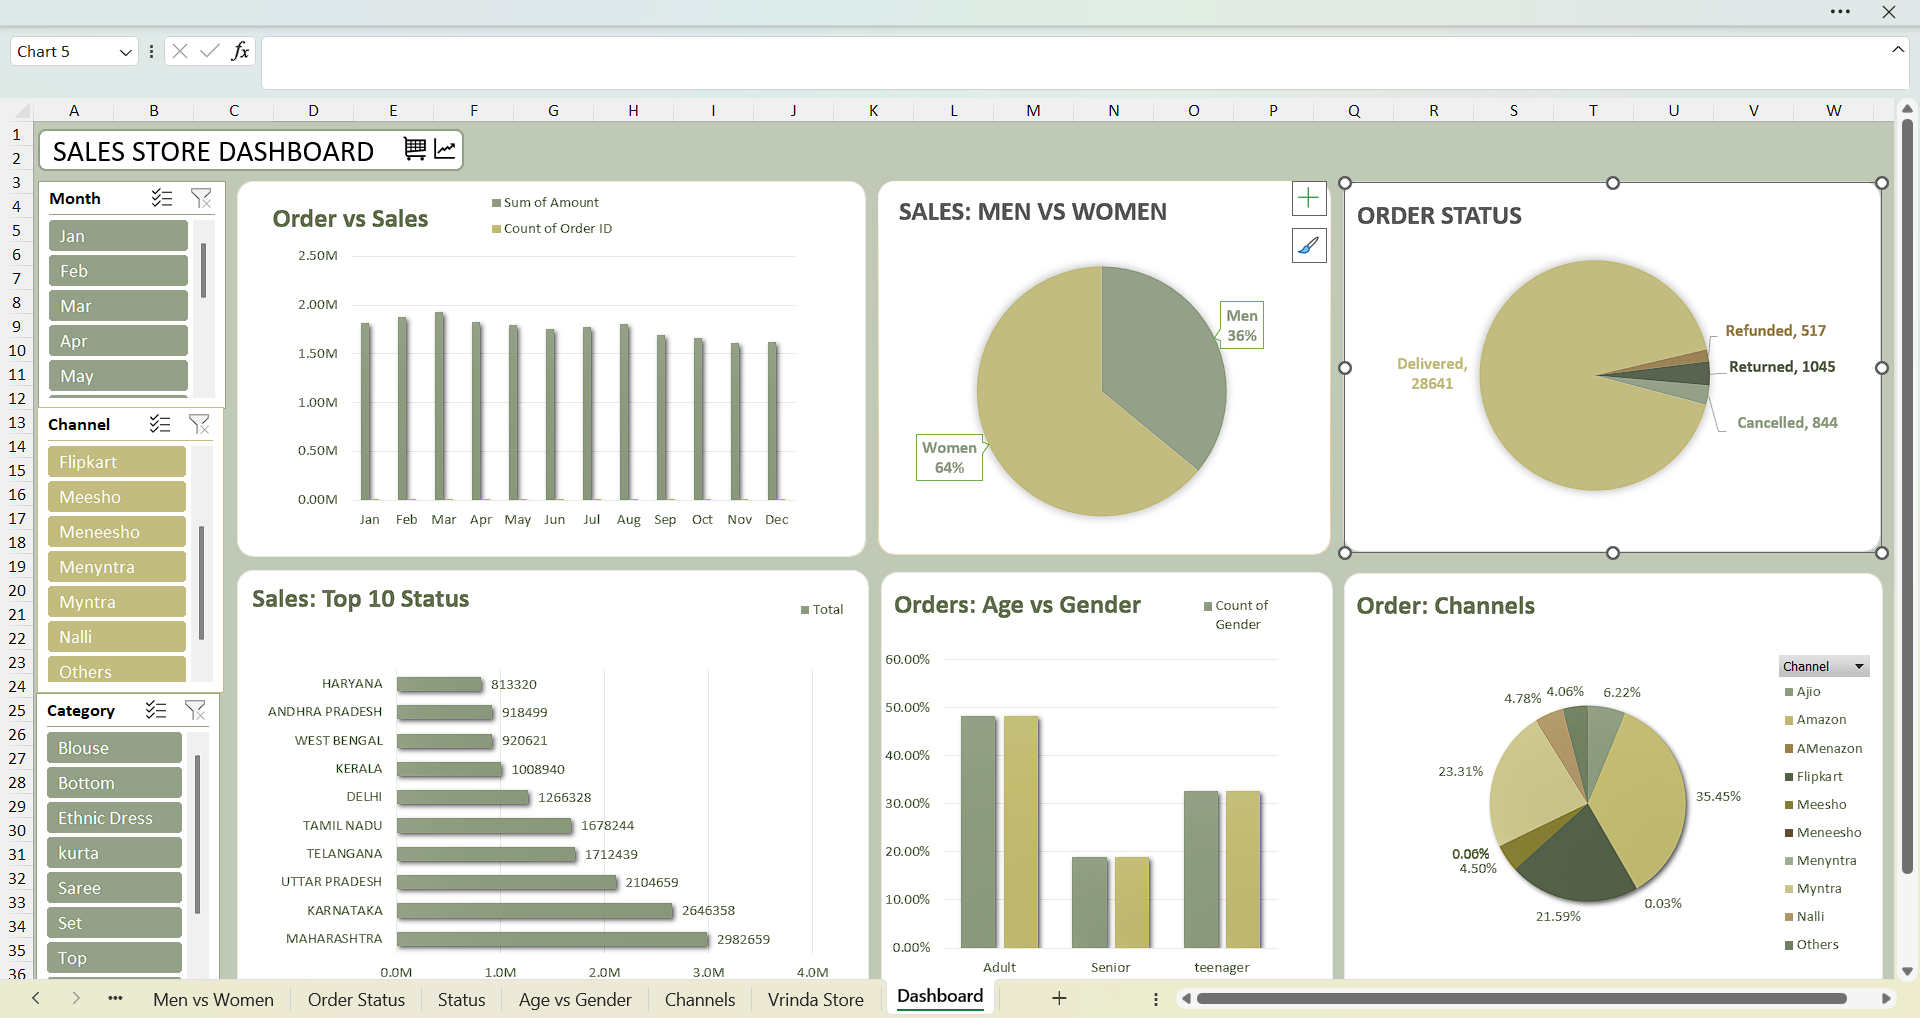 Chart 5
fx
A B C D E F G H I J K L M N O P Q R S T U V W
1
2
3
4
5
6
7
8
9
10
11
12
13
14
15
16
17
18
19
20
21
22
23
24
25
26
27
28
29
30
31
32
33
34
35
36
SALES STORE DASHBOARD
Month
Jan
Feb
Mar
Apr
May
Channel
Flipkart
Meesho
Meneesho
Menyntra
Myntra
Nalli
Others
Category
Blouse
Bottom
Ethnic Dress
kurta
Saree
Set
Top
Order vs Sales
Sum of Amount
Count of Order ID
2.50M
2.00M
1.50M
1.00M
0.50M
0.00M
Jan Feb Mar Apr May Jun Jul Aug Sep Oct Nov Dec
SALES: MEN VS WOMEN
Men
36%
Women
64%
ORDER STATUS
Refunded, 517
Returned, 1045
Delivered,
28641
Cancelled, 844
Sales: Top 10 Status
Total
HARYANA 813320
ANDHRA PRADESH 918499
WEST BENGAL 920621
KERALA 1008940
DELHI 1266328
TAMIL NADU 1678244
TELANGANA 1712439
UTTAR PRADESH 2104659
KARNATAKA 2646358
MAHARASHTRA 2982659
0.0M 1.0M 2.0M 3.0M 4.0M
Orders: Age vs Gender
Count of
Gender
60.00%
50.00%
40.00%
30.00%
20.00%
10.00%
0.00%
Adult Senior teenager
Order: Channels
Channel
Ajio
Amazon
AMenazon
Flipkart
Meesho
Meneesho
Menyntra
Myntra
Nalli
Others
4.78% 4.06% 6.22%
23.31%
35.45%
4.50%
0.03%
21.59%
Men vs Women Order Status Status Age vs Gender Channels Vrinda Store Dashboard